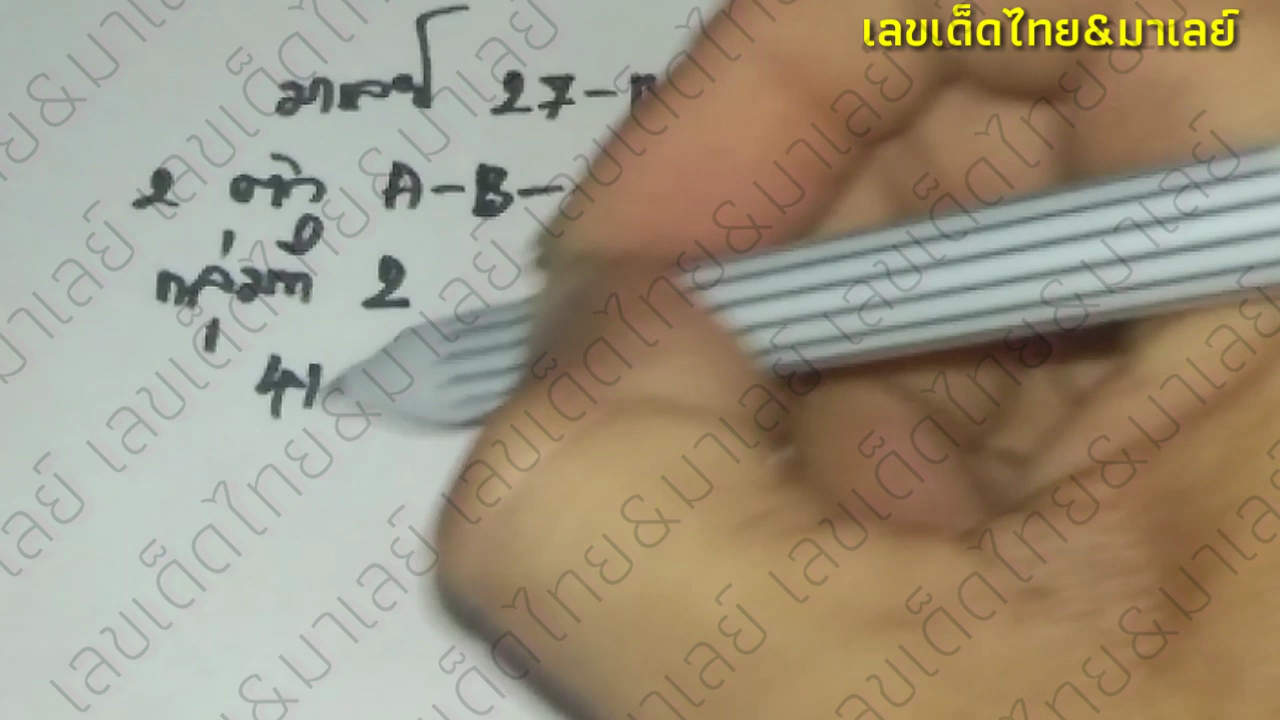 เลขเด็ดไทย&มาเลย์
มาเลย์ 27-
2 ตัว A-B-
กลุ่มที่ 2
41